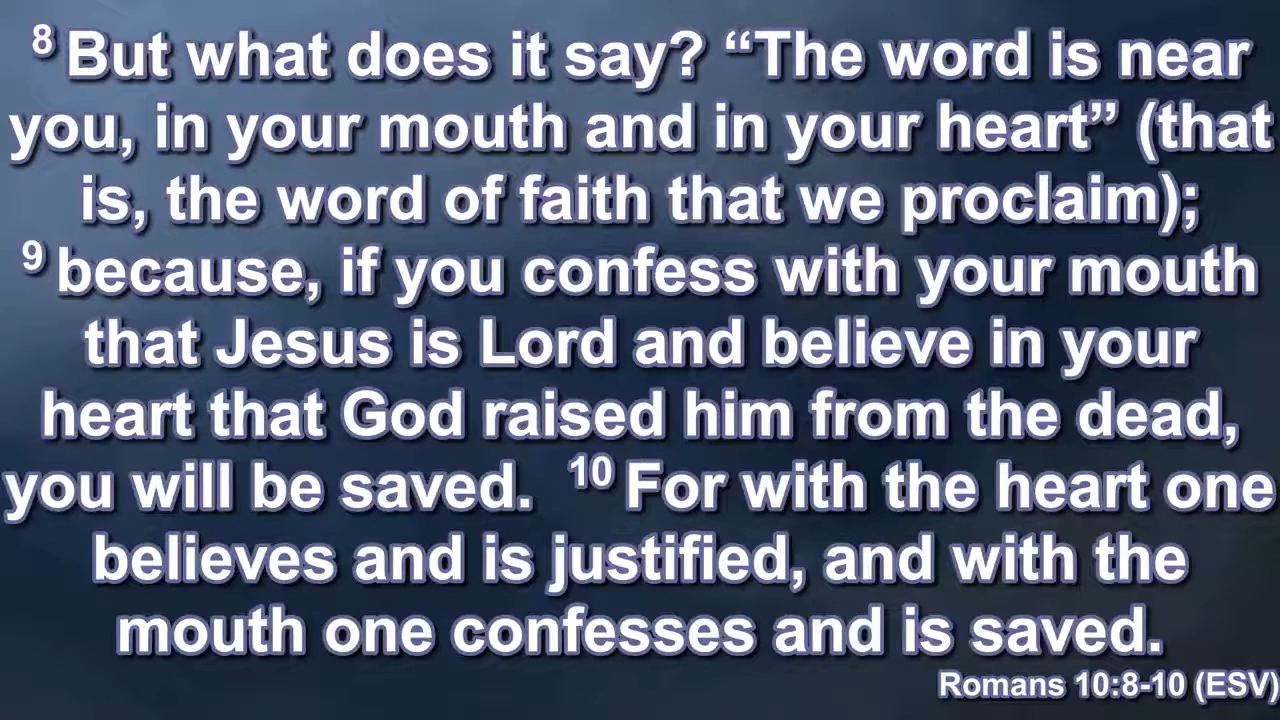 8 But what does it say? “The word is near
you, in your mouth and in your heart” (that
is, the word of faith that we proclaim);
9 because, if you confess with your mouth
that Jesus is Lord and believe in your
heart that God raised him from the dead,
you will be saved. 10 For with the heart one
believes and is justified, and with the
mouth one confesses and is saved.
Romans 10:8-10 (ESV)